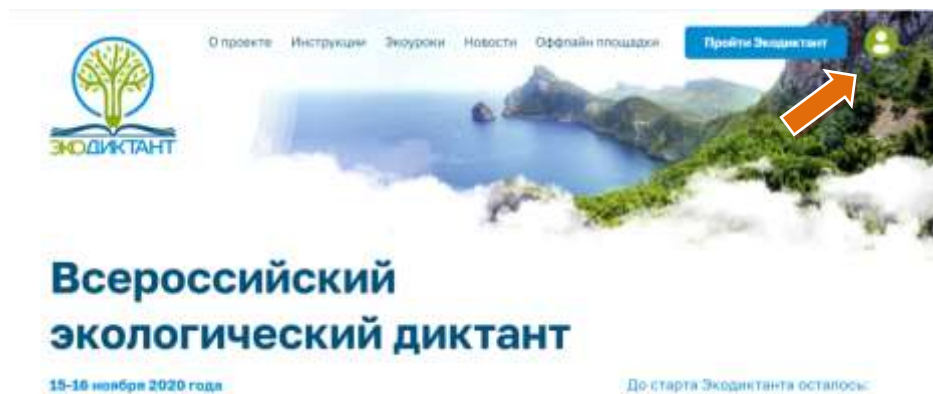 О проекте Инструкции Экоуроки Новости Оффлайн площадки Пройти Экодиктант
ЭКОДИКТАНТ
Всероссийский
экологический диктант
15-16 ноября 2020 года До старта Экодиктанта осталось: